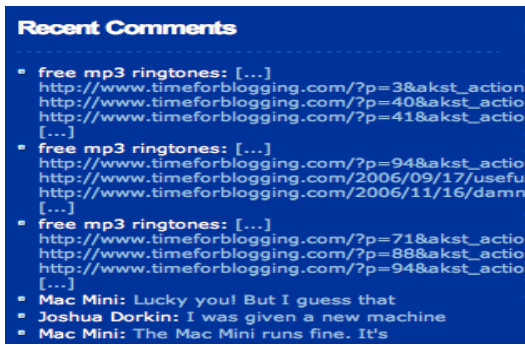 Recent Comments
free mp3 ringtones: [...]
http://www.timeforblogging.com/?p=3&akst_action
http://www.timeforblogging.com/?p=40&akst_actio
http://www.timeforblogging.com/?p=41&akst_actio
[...]
free mp3 ringtones: [...]
http://www.timeforblogging.com/?p=94&akst_actio
http://www.timeforblogging.com/2006/09/17/usefu
http://www.timeforblogging.com/2006/11/16/damn
[...]
free mp3 ringtones: [...]
http://www.timeforblogging.com/?p=71&akst_actio
http://www.timeforblogging.com/?p=88&akst_actio
http://www.timeforblogging.com/?p=94&akst_actio
[...]
Mac Mini: Lucky you! But I guess that
Joshua Dorkin: I was given a new machine
Mac Mini: The Mac Mini runs fine. It's